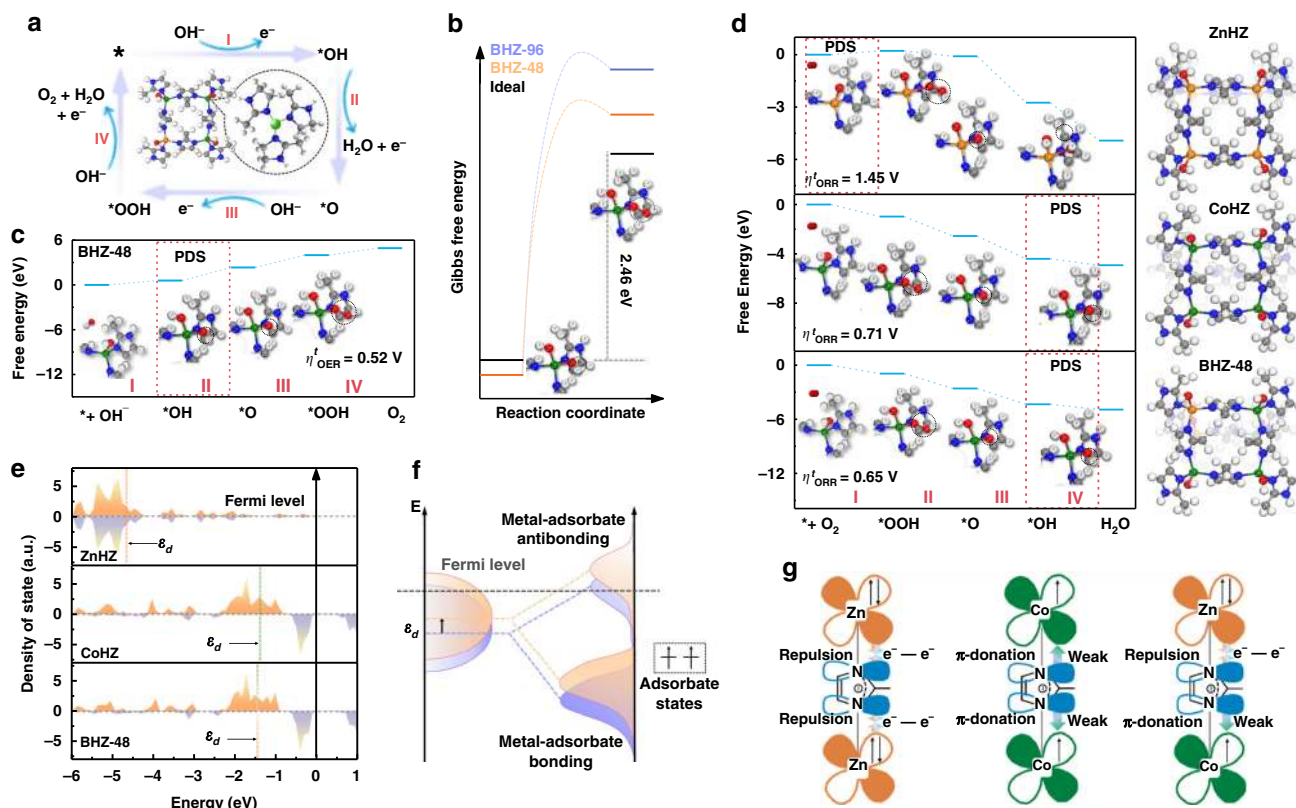 a
OH⁻ e⁻
I
*
*OH
II
H₂O + e⁻
*O
OH⁻
e⁻
III
*OOH
OH⁻
IV
O₂ + H₂O
+ e⁻
b
BHZ-96
BHZ-48
Ideal
2.46 eV
Gibbs free energy
Reaction coordinate
c
BHZ-48
PDS
6
0
−6
−12
Free energy (eV)
ηᵗOER = 0.52 V
I II III IV
*+ OH⁻ *OH *O *OOH O₂
d
PDS
0
−3
−6
ηᵗORR = 1.45 V
ZnHZ
0
−4
−8
PDS
ηᵗORR = 0.71 V
CoHZ
0
−6
−12
PDS
ηᵗORR = 0.65 V
BHZ-48
Free Energy (eV)
I II III IV
*+ O₂ *OOH *O *OH H₂O
e
5
0
−5
Fermi level
εd
ZnHZ
5
0
−5
εd
CoHZ
5
0
−5
εd
BHZ-48
Density of state (a.u.)
−6 −5 −4 −3 −2 −1 0 1
Energy (eV)
f
E
Metal-adsorbate
antibonding
Fermi level
εd
Adsorbate
states
Metal-adsorbate
bonding
g
Zn
Repulsion e⁻ — e⁻
N
N
Repulsion e⁻ — e⁻
Zn
Co
π-donation Weak
N
N
π-donation Weak
Co
Zn
Repulsion e⁻ — e⁻
N
N
π-donation Weak
Co